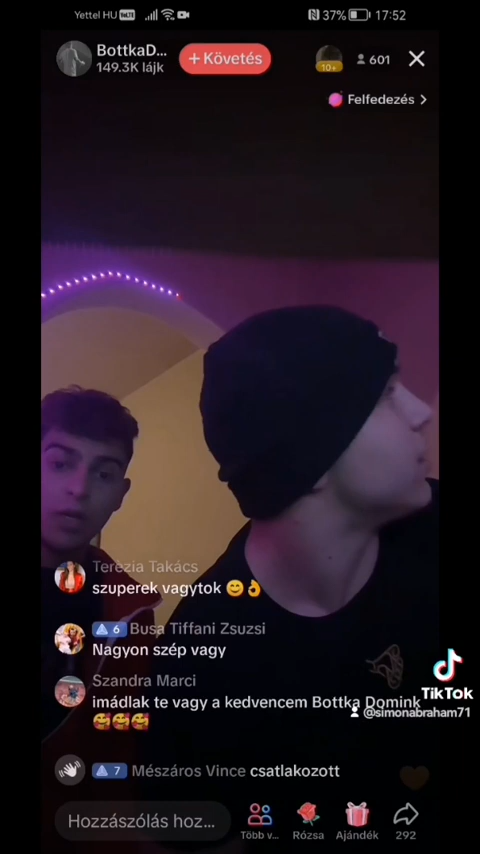 Yettel HU VoLTE
37% 17:52
BottkaD...
149.3K lájk
+ Követés
10+
601
Felfedezés
Terézia Takács
szuperek vagytok 😊👌
6 Busa Tiffani Zsuzsi
Nagyon szép vagy
Szandra Marci
imádlak te vagy a kedvencem Bottka Domink
🥰🥰🥰
TikTok
@simonabraham71
7 Mészáros Vince csatlakozott
Hozzászólás hoz...
Több v...
Rózsa
Ajándék
292